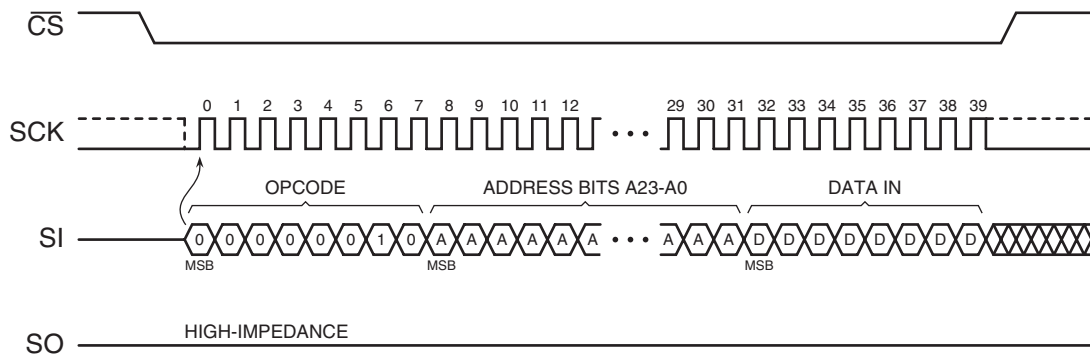 CS
0 1 2 3 4 5 6 7 8 9 10 11 12 29 30 31 32 33 34 35 36 37 38 39
SCK
OPCODE ADDRESS BITS A23-A0 DATA IN
SI 0 0 0 0 0 0 1 0 A A A A A A A A A D D D D D D D D
MSB MSB MSB
HIGH-IMPEDANCE
SO